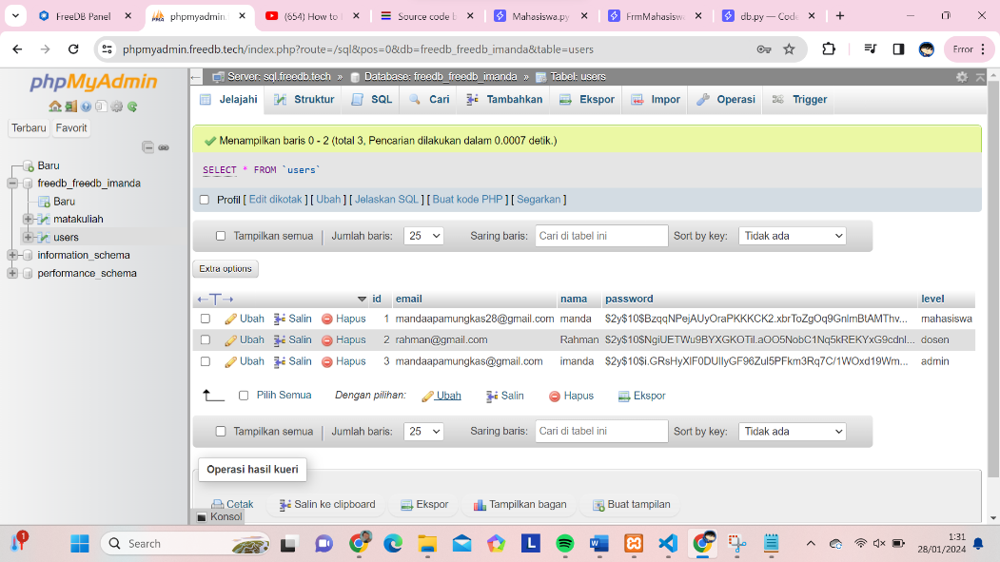 FreeDB Panel
phpmyadmin.
(654) How to
Source code b
Mahasiswa.py
FrmMahasisw
db.py — Code
phpmyadmin.freedb.tech/index.php?route=/sql&pos=0&db=freedb_freedb_imanda&table=users
Error
phpMyAdmin
Terbaru Favorit
Baru
freedb_freedb_imanda
Baru
matakuliah
users
information_schema
performance_schema
Server: sql.freedb.tech » Database: freedb_freedb_imanda » Tabel: users
Jelajahi Struktur SQL Cari Tambahkan Ekspor Impor Operasi Trigger
Menampilkan baris 0 - 2 (total 3, Pencarian dilakukan dalam 0.0007 detik.)
SELECT * FROM `users`
Profil [ Edit dikotak ] [ Ubah ] [ Jelaskan SQL ] [ Buat kode PHP ] [ Segarkan ]
Tampilkan semua Jumlah baris: 25 Saring baris: Cari di tabel ini Sort by key: Tidak ada
Extra options
←T→ id email nama password level
Ubah Salin Hapus 1 mandaapamungkas28@gmail.com manda $2y$10$BzqqNPejAUyOraPKKKCK2.xbrToZgOq9GnlmBtAMThv... mahasiswa
Ubah Salin Hapus 2 rahman@gmail.com Rahman $2y$10$NgiUETWu9BYXGKOTiI.aOO5NobC1Nq5kREKYxG9cdnl... dosen
Ubah Salin Hapus 3 mandaapamungkas@gmail.com imanda $2y$10$i.GRsHyXIF0DUIlyGF96Zul5PFkm3Rq7C/1WOxd19Wm... admin
Pilih Semua Dengan pilihan: Ubah Salin Hapus Ekspor
Tampilkan semua Jumlah baris: 25 Saring baris: Cari di tabel ini Sort by key: Tidak ada
Operasi hasil kueri
Cetak Salin ke clipboard Ekspor Tampilkan bagan Buat tampilan
Konsol
1
Search
1:31
28/01/2024